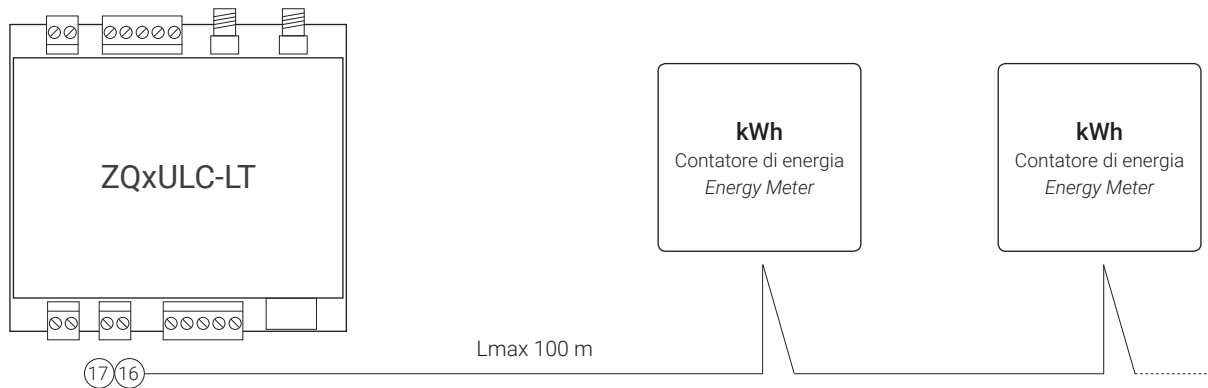 ZQxULC-LT
kWh
Contatore di energia
Energy Meter
kWh
Contatore di energia
Energy Meter
Lmax 100 m
17 16